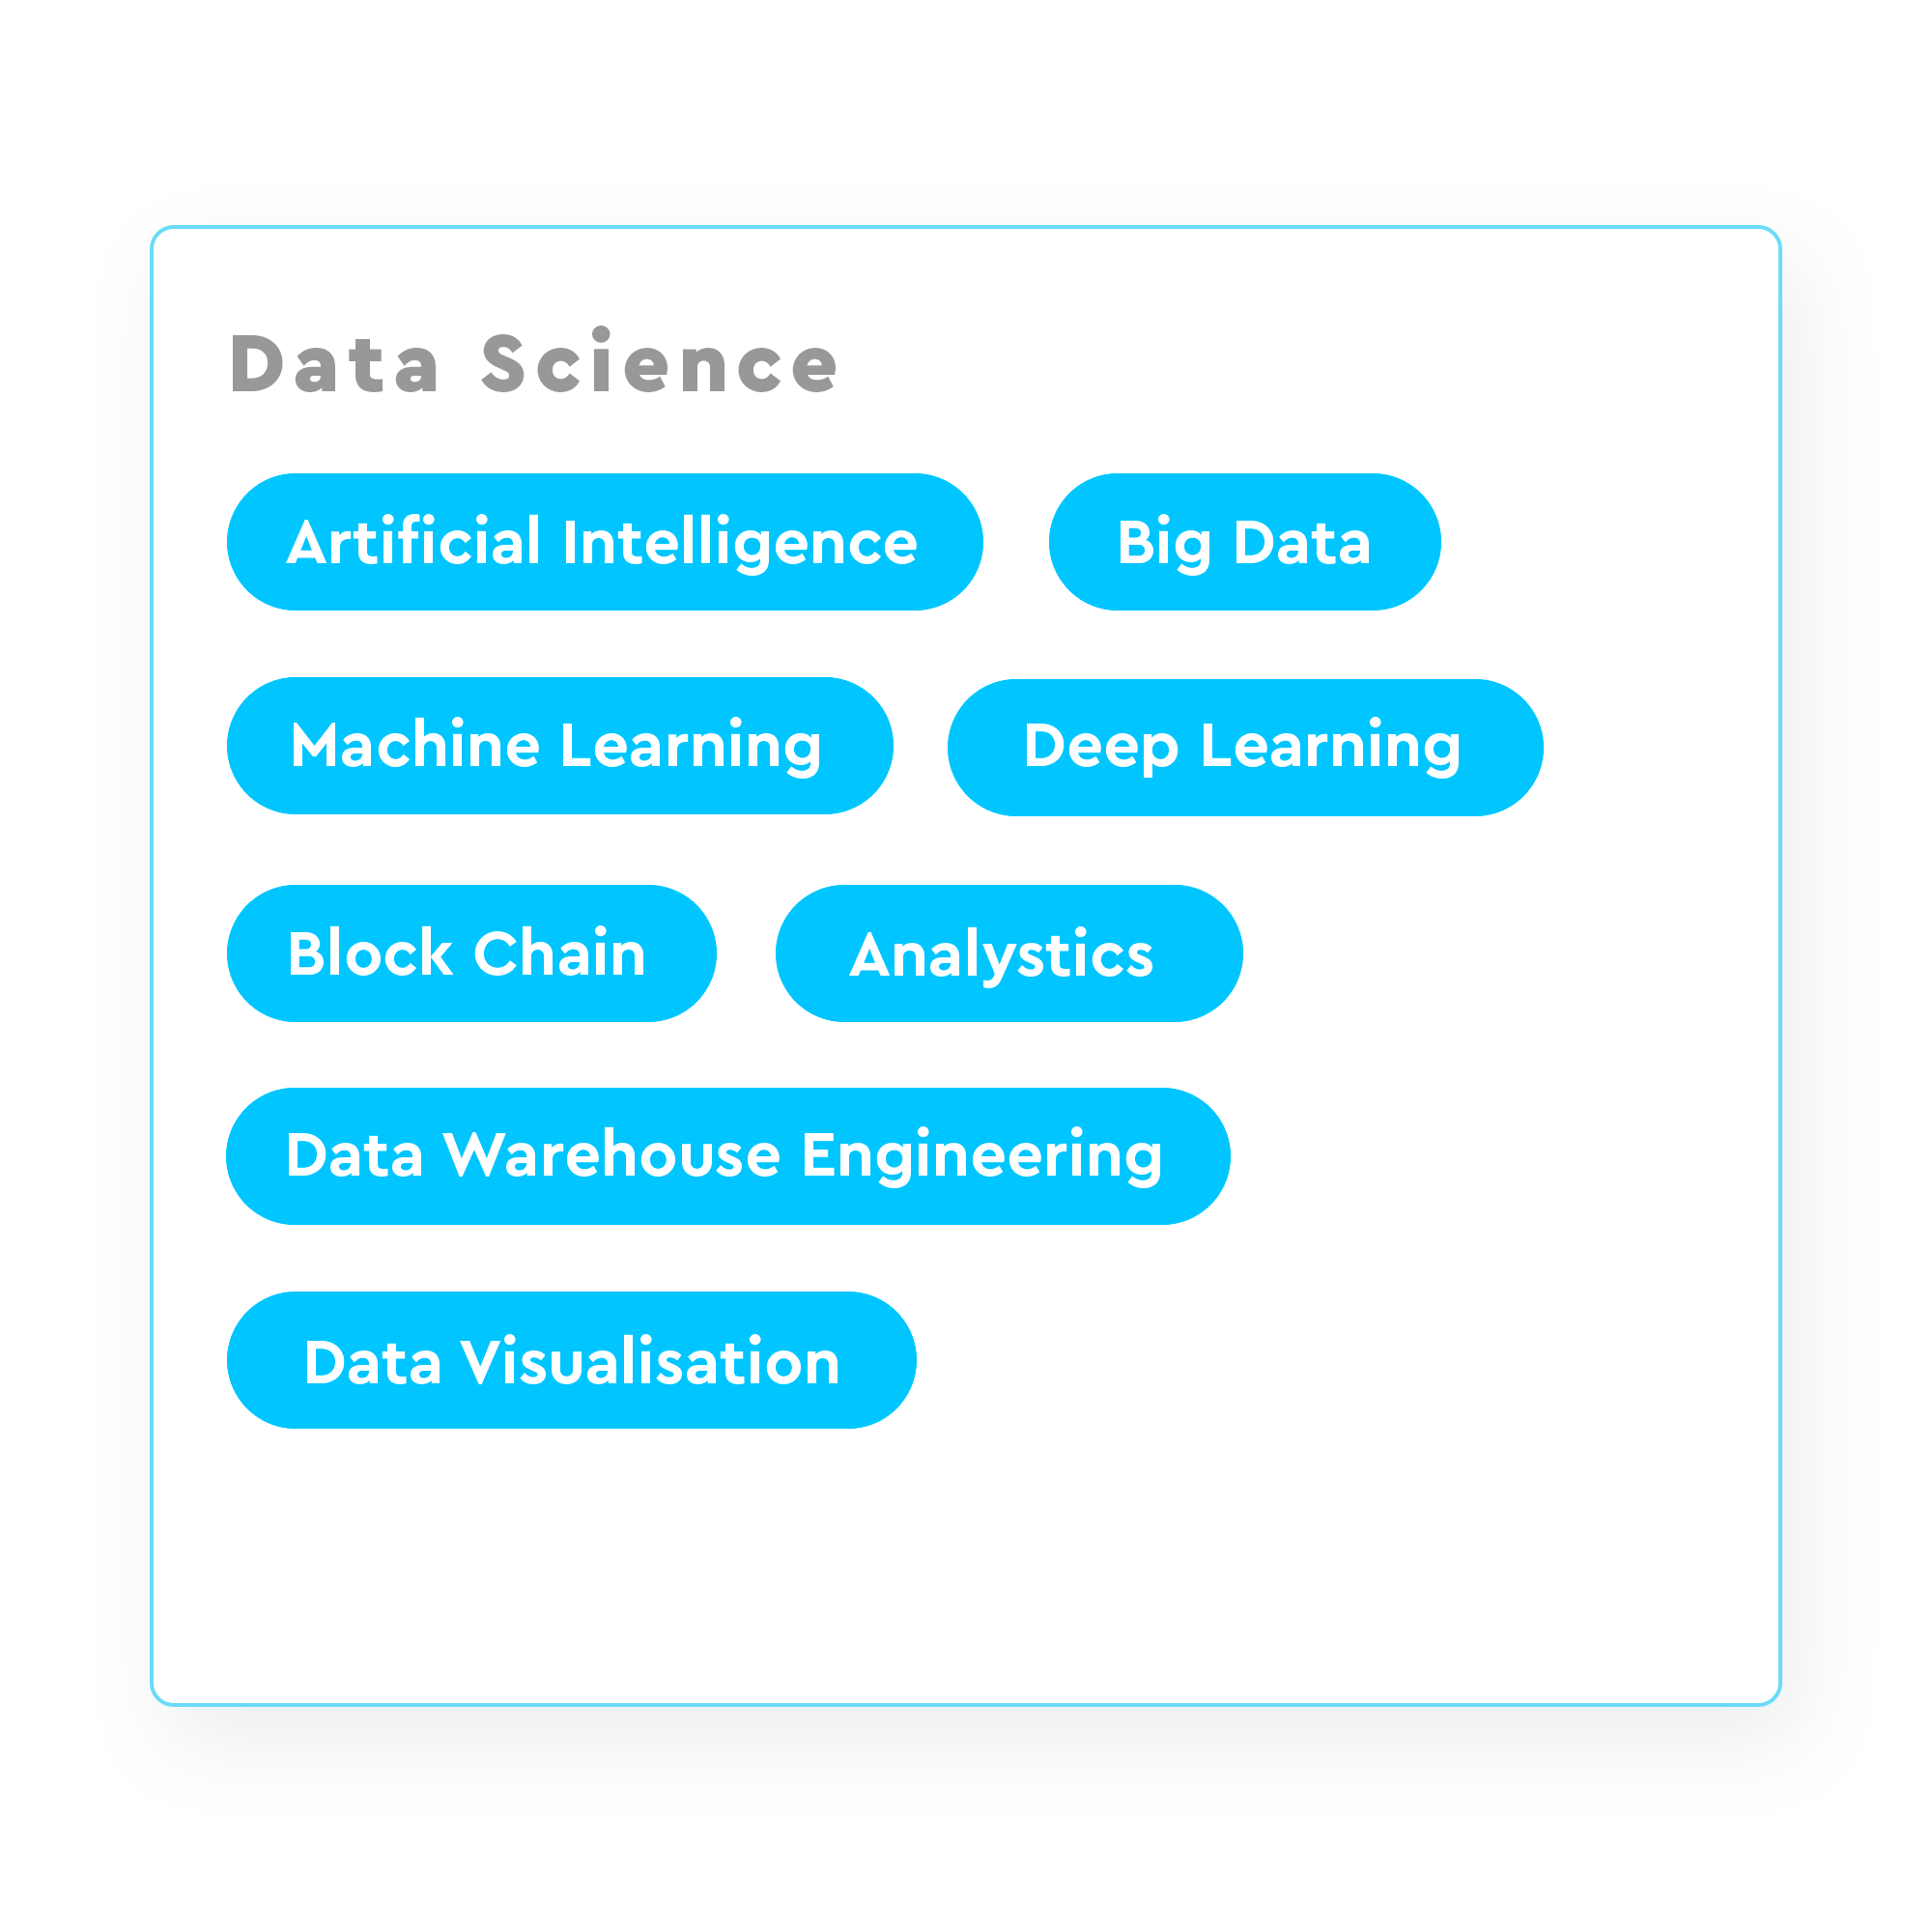 Data Science
Artificial Intelligence
Big Data
Machine Learning
Deep Learning
Block Chain
Analystics
Data Warehouse Engineering
Data Visualisation